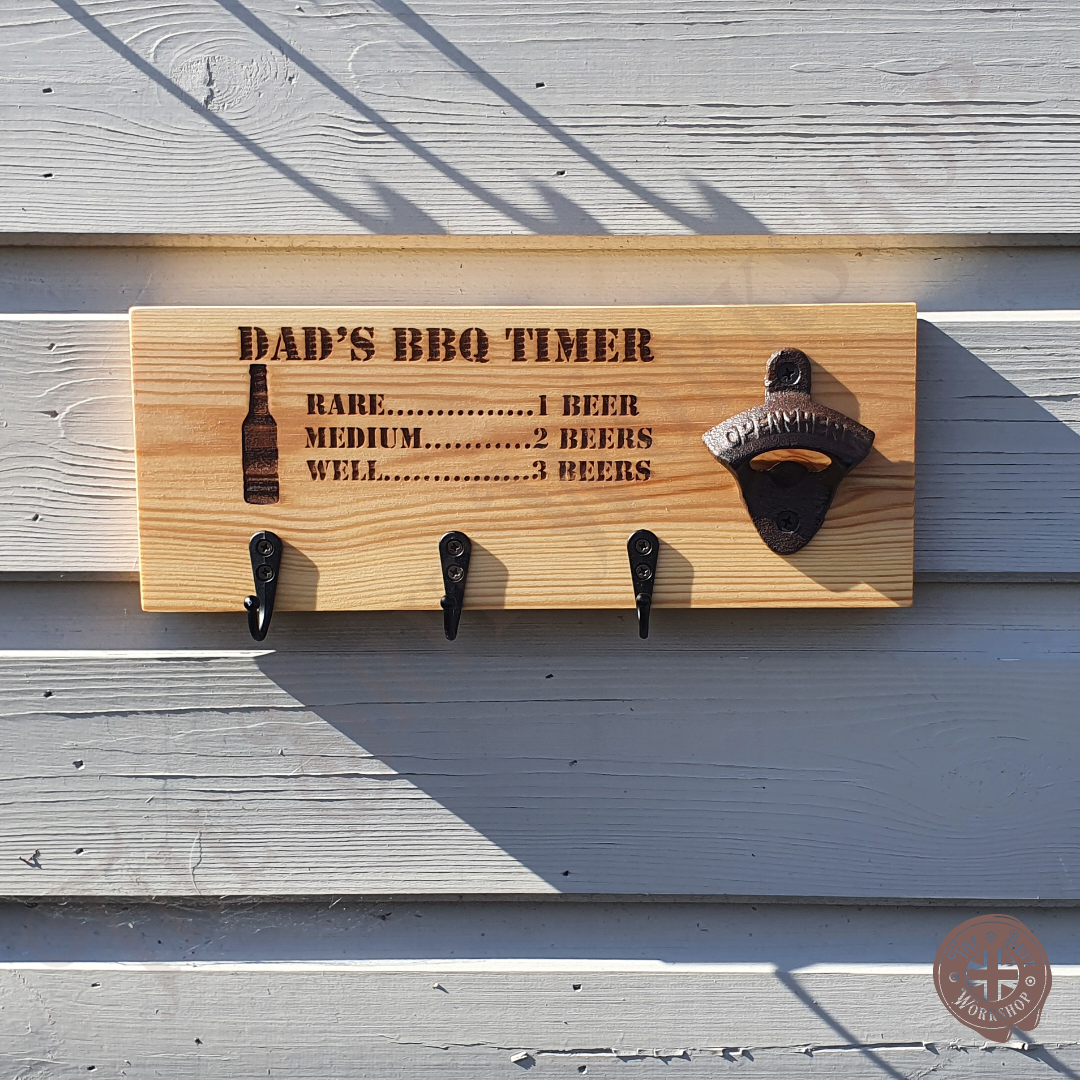 DAD'S BBQ TIMER
RARE...............1 BEER
MEDIUM...........2 BEERS
WELL...............3 BEERS
OPEN HERE
WORKSHOP